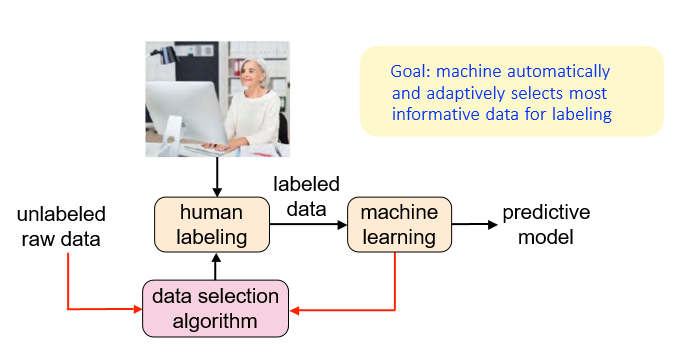 Goal: machine automatically
and adaptively selects most
informative data for labeling
labeled
data
unlabeled
raw data
human
labeling
machine
learning
predictive
model
data selection
algorithm